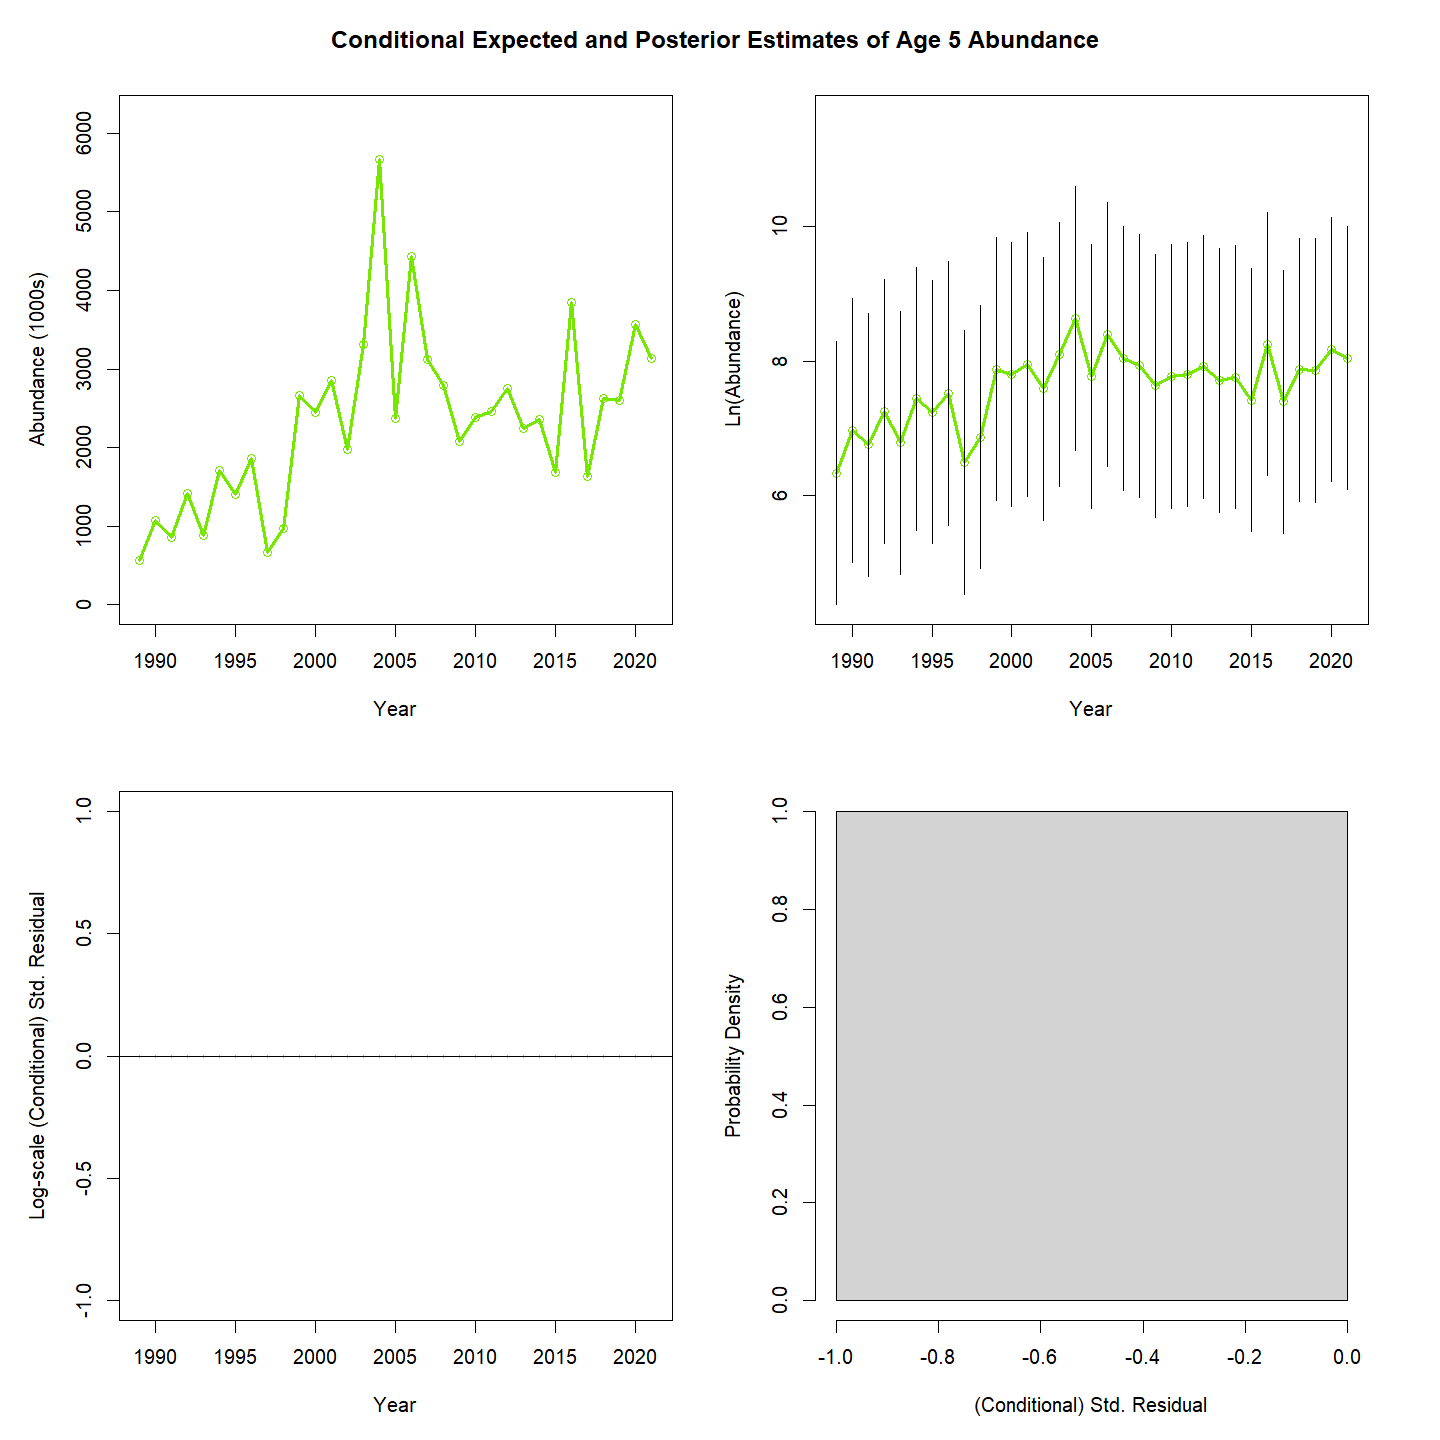 Conditional Expected and Posterior Estimates of Age 5 Abundance
Abundance (1000s)
6000
5000
4000
3000
2000
1000
0
1990 1995 2000 2005 2010 2015 2020
Year
Ln(Abundance)
10
8
6
1990 1995 2000 2005 2010 2015 2020
Year
Log-scale (Conditional) Std. Residual
1.0
0.5
0.0
-0.5
-1.0
1990 1995 2000 2005 2010 2015 2020
Year
Probability Density
1.0
0.8
0.6
0.4
0.2
0.0
-1.0 -0.8 -0.6 -0.4 -0.2 0.0
(Conditional) Std. Residual